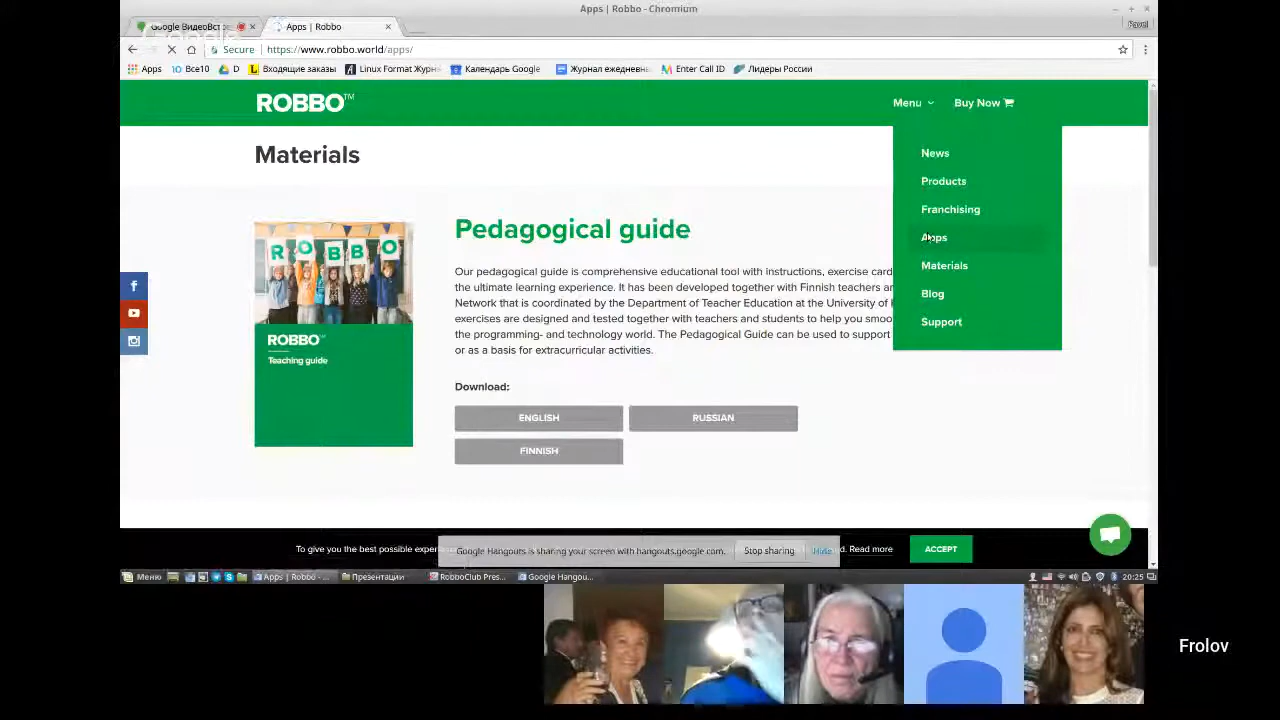 Apps | Robbo - Chromium
Google ВидеоВстре
Apps | Robbo
Pavel
Secure https://www.robbo.world/apps/
Apps Все10 D Входящие заказы Linux Format Журн Календарь Google Журнал ежедневн Enter Call ID Лидеры России
ROBBO™
Menu Buy Now
News
Products
Franchising
Apps
Materials
Blog
Support
Materials
ROBBO
ROBBO™
Teaching guide
Pedagogical guide
Our pedagogical guide is comprehensive educational tool with instructions, exercise card
the ultimate learning experience. It has been developed together with Finnish teachers an
Network that is coordinated by the Department of Teacher Education at the University of H
exercises are designed and tested together with teachers and students to help you smoo
the programming- and technology world. The Pedagogical Guide can be used to support
or as a basis for extracurricular activities.
Download:
ENGLISH RUSSIAN
FINNISH
To give you the best possible exper
Google Hangouts is sharing your screen with hangouts.google.com. Stop sharing Hide
d. Read more ACCEPT
Меню Apps | Robbo - ... Презентации RobboClub Pres... Google Hangou... 20:25
Frolov